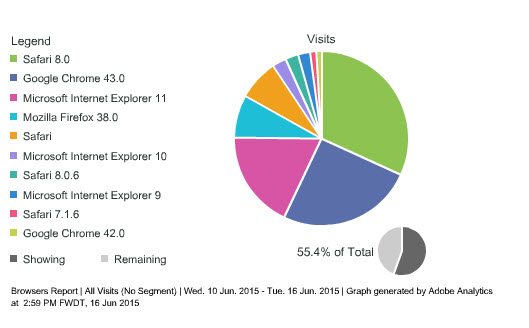 Legend
Visits
Safari 8.0
Google Chrome 43.0
Microsoft Internet Explorer 11
Mozilla Firefox 38.0
Safari
Microsoft Internet Explorer 10
Safari 8.0.6
Microsoft Internet Explorer 9
Safari 7.1.6
Google Chrome 42.0
Showing Remaining
55.4% of Total
Browsers Report | All Visits (No Segment) | Wed. 10 Jun. 2015 - Tue. 16 Jun. 2015 | Graph generated by Adobe Analytics
at 2:59 PM FWDT, 16 Jun 2015